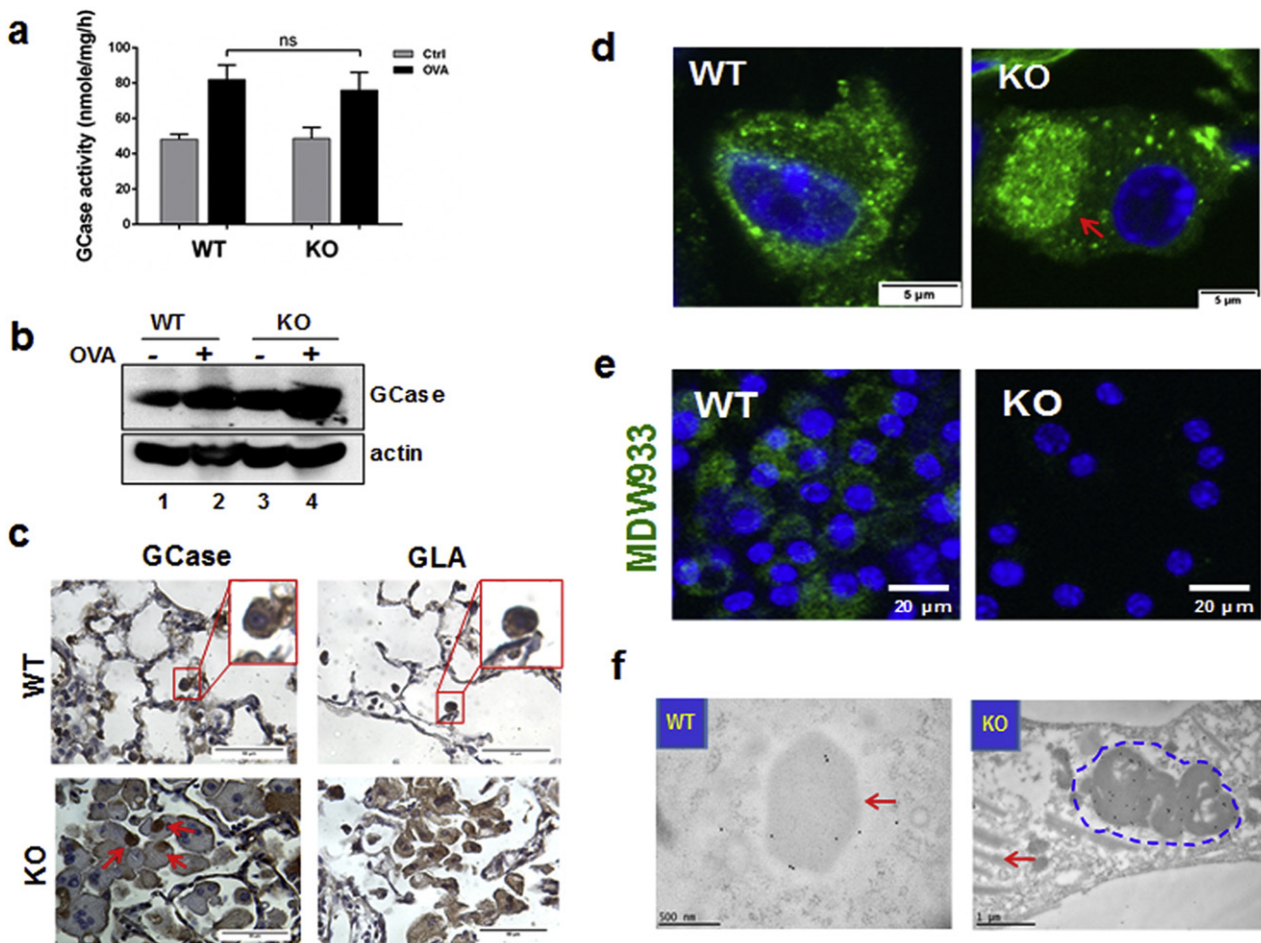 a
GCase activity (nmole/mg/h)
100
80
60
40
20
0
ns
Ctrl
OVA
WT KO
b
WT KO
OVA - + - +
GCase
actin
1 2 3 4
c
GCase GLA
WT
KO
d
WT KO
5 µm 5 µm
e
MDW933
WT KO
20 µm 20 µm
f
WT KO
500 nm 1 µm